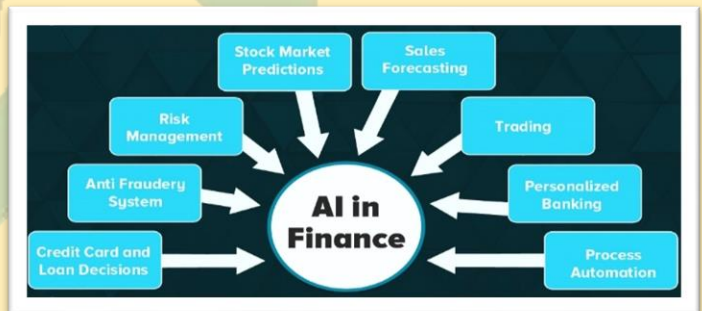 Stock Market
Predictions
Sales
Forecasting
Risk
Management
Trading
Anti Fraudery
System
Personalized
Banking
AI in
Finance
Credit Card and
Loan Decisions
Process
Automation